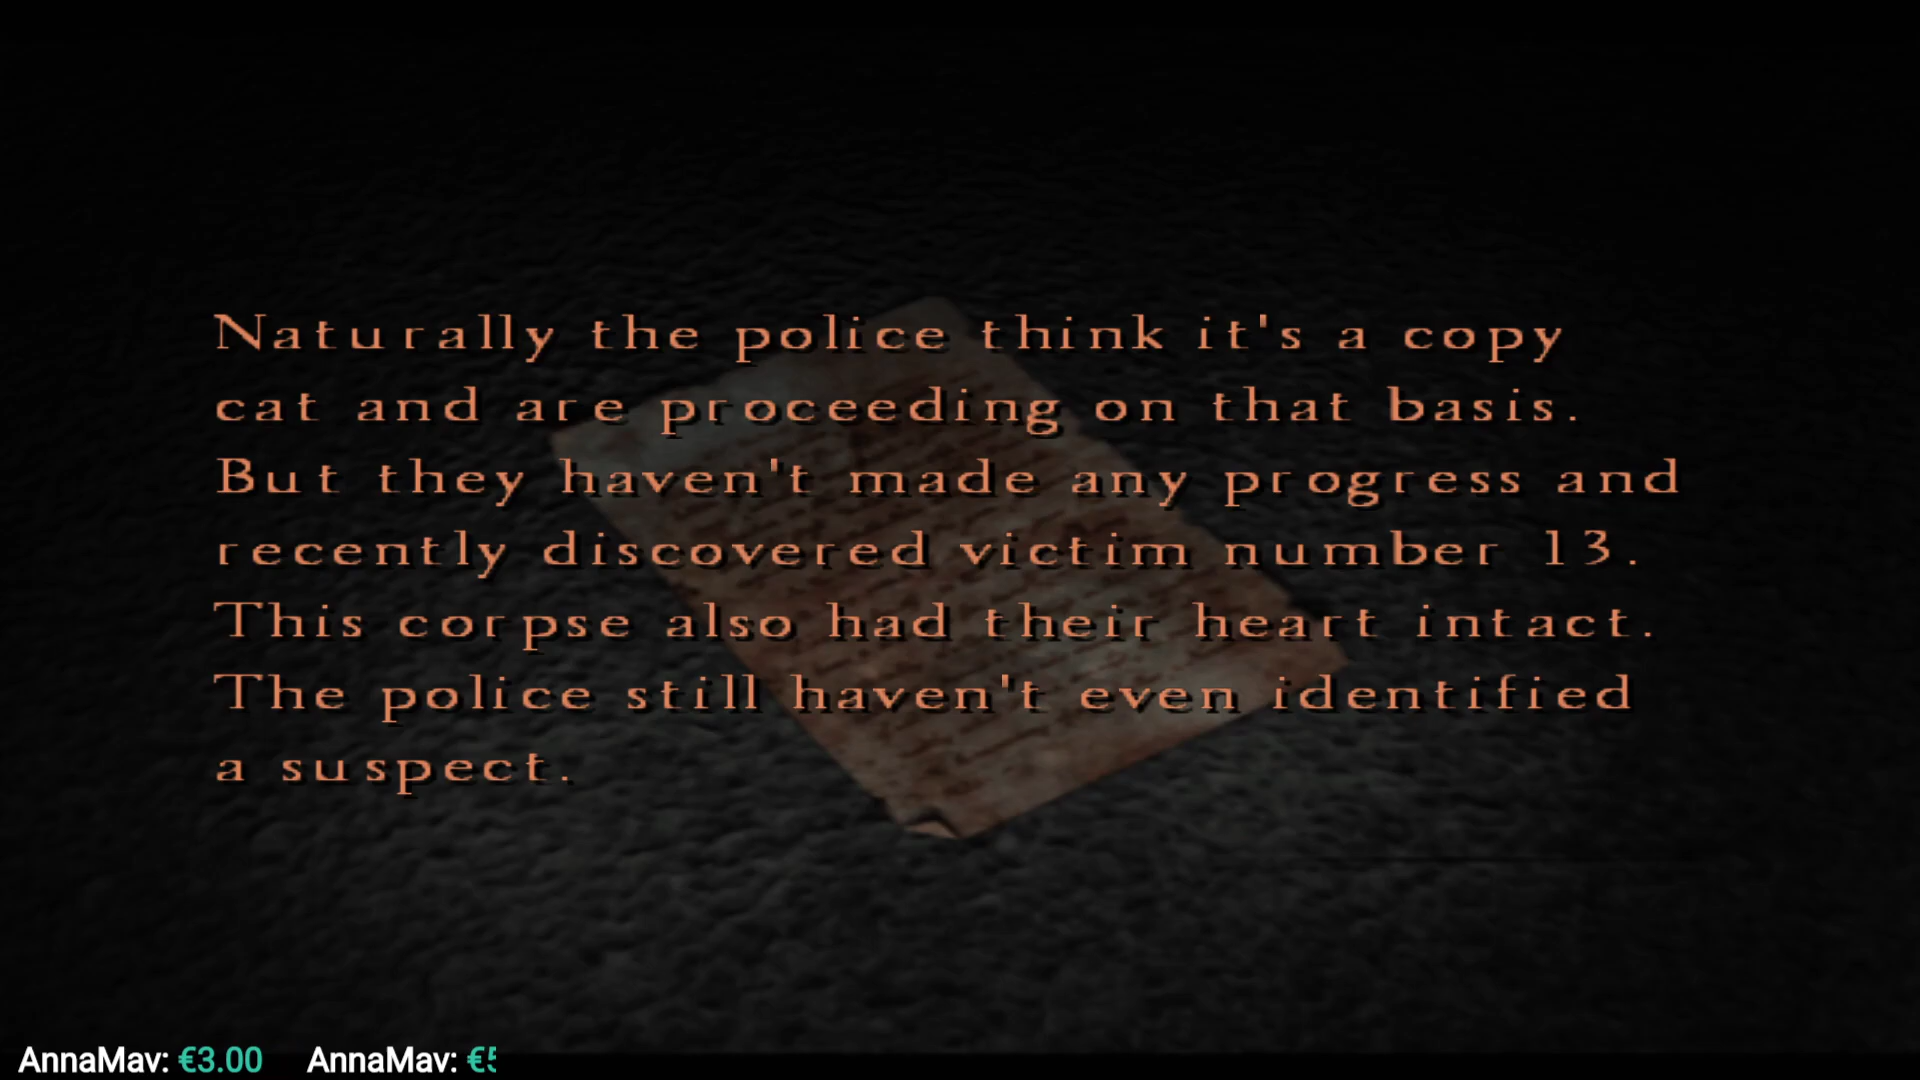 Naturally the police think it's a copy
cat and are proceeding on that basis.
But they haven't made any progress and
recently discovered victim number 13.
This corpse also had their heart intact.
The police still haven't even identified
a suspect.
AnnaMav: €3.00 AnnaMav: